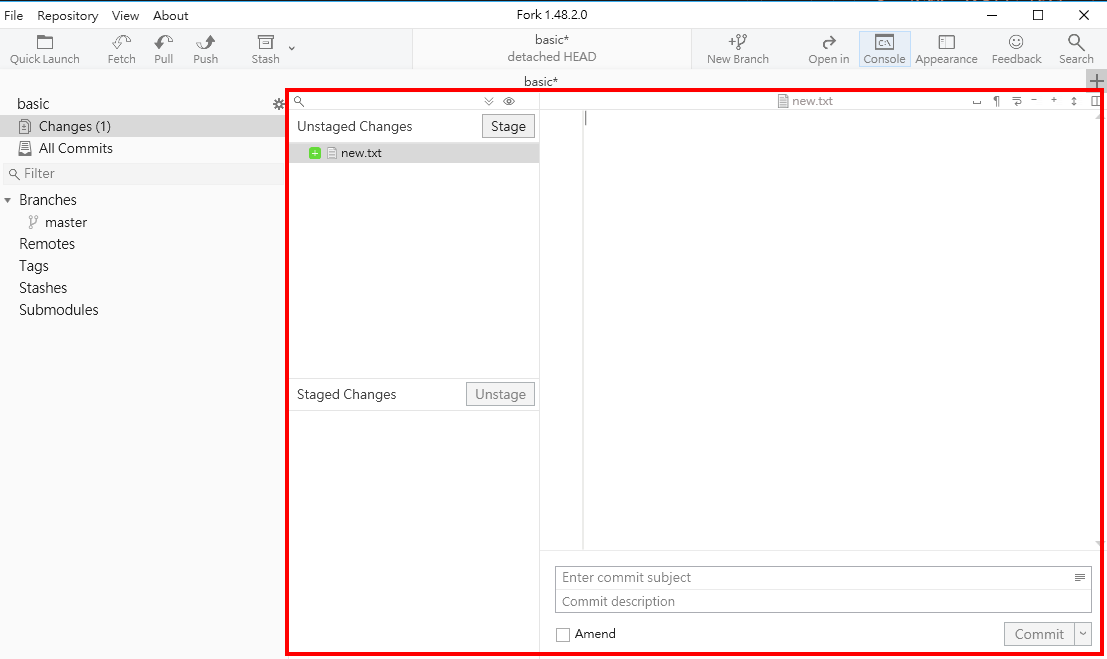 Fork 1.48.2.0
File Repository View About
Quick Launch Fetch Pull Push Stash
basic*
detached HEAD
New Branch Open in Console Appearance Feedback Search
C:\
basic*
basic
Changes (1)
All Commits
Filter
Branches
master
Remotes
Tags
Stashes
Submodules
Unstaged Changes Stage
new.txt
Staged Changes Unstage
new.txt
Enter commit subject
Commit description
Amend
Commit